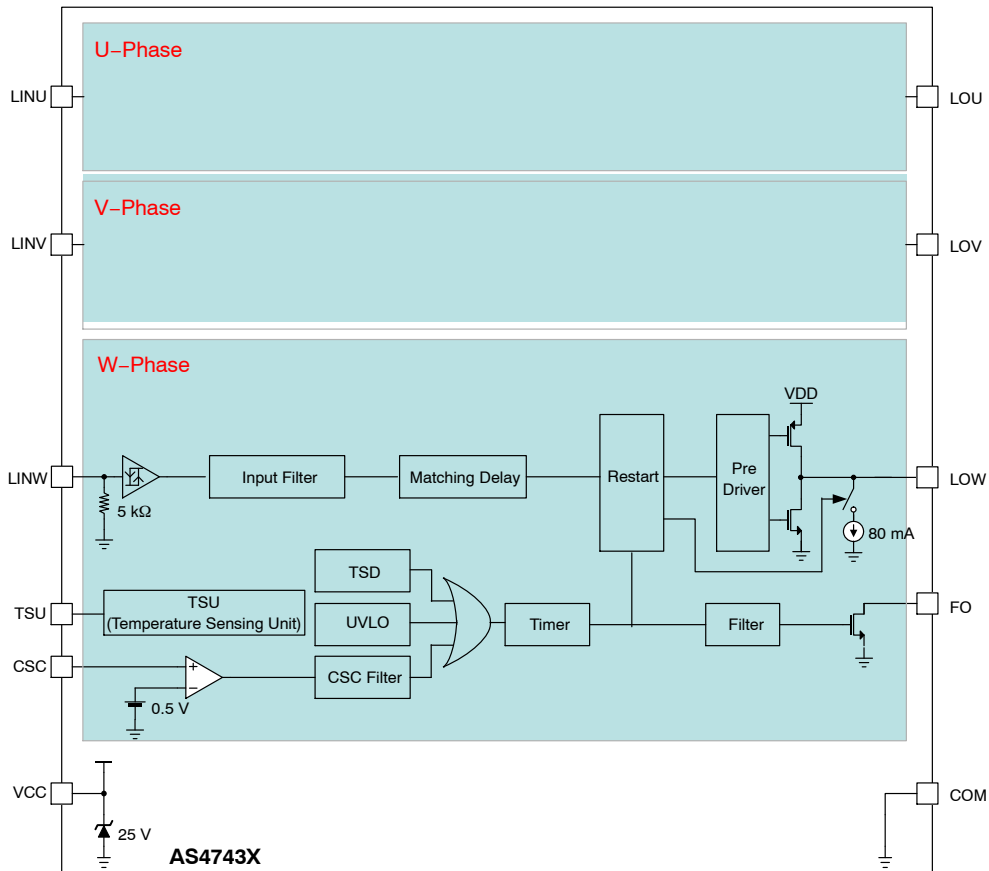 U–Phase
LINU
LOU
V–Phase
LINV
LOV
W–Phase
VDD
LINW
Input Filter
Matching Delay
Restart
Pre
Driver
LOW
5 kΩ
80 mA
TSD
TSU
TSU
(Temperature Sensing Unit)
UVLO
Timer
Filter
FO
CSC
+
−
CSC Filter
0.5 V
VCC
COM
25 V
AS4743X